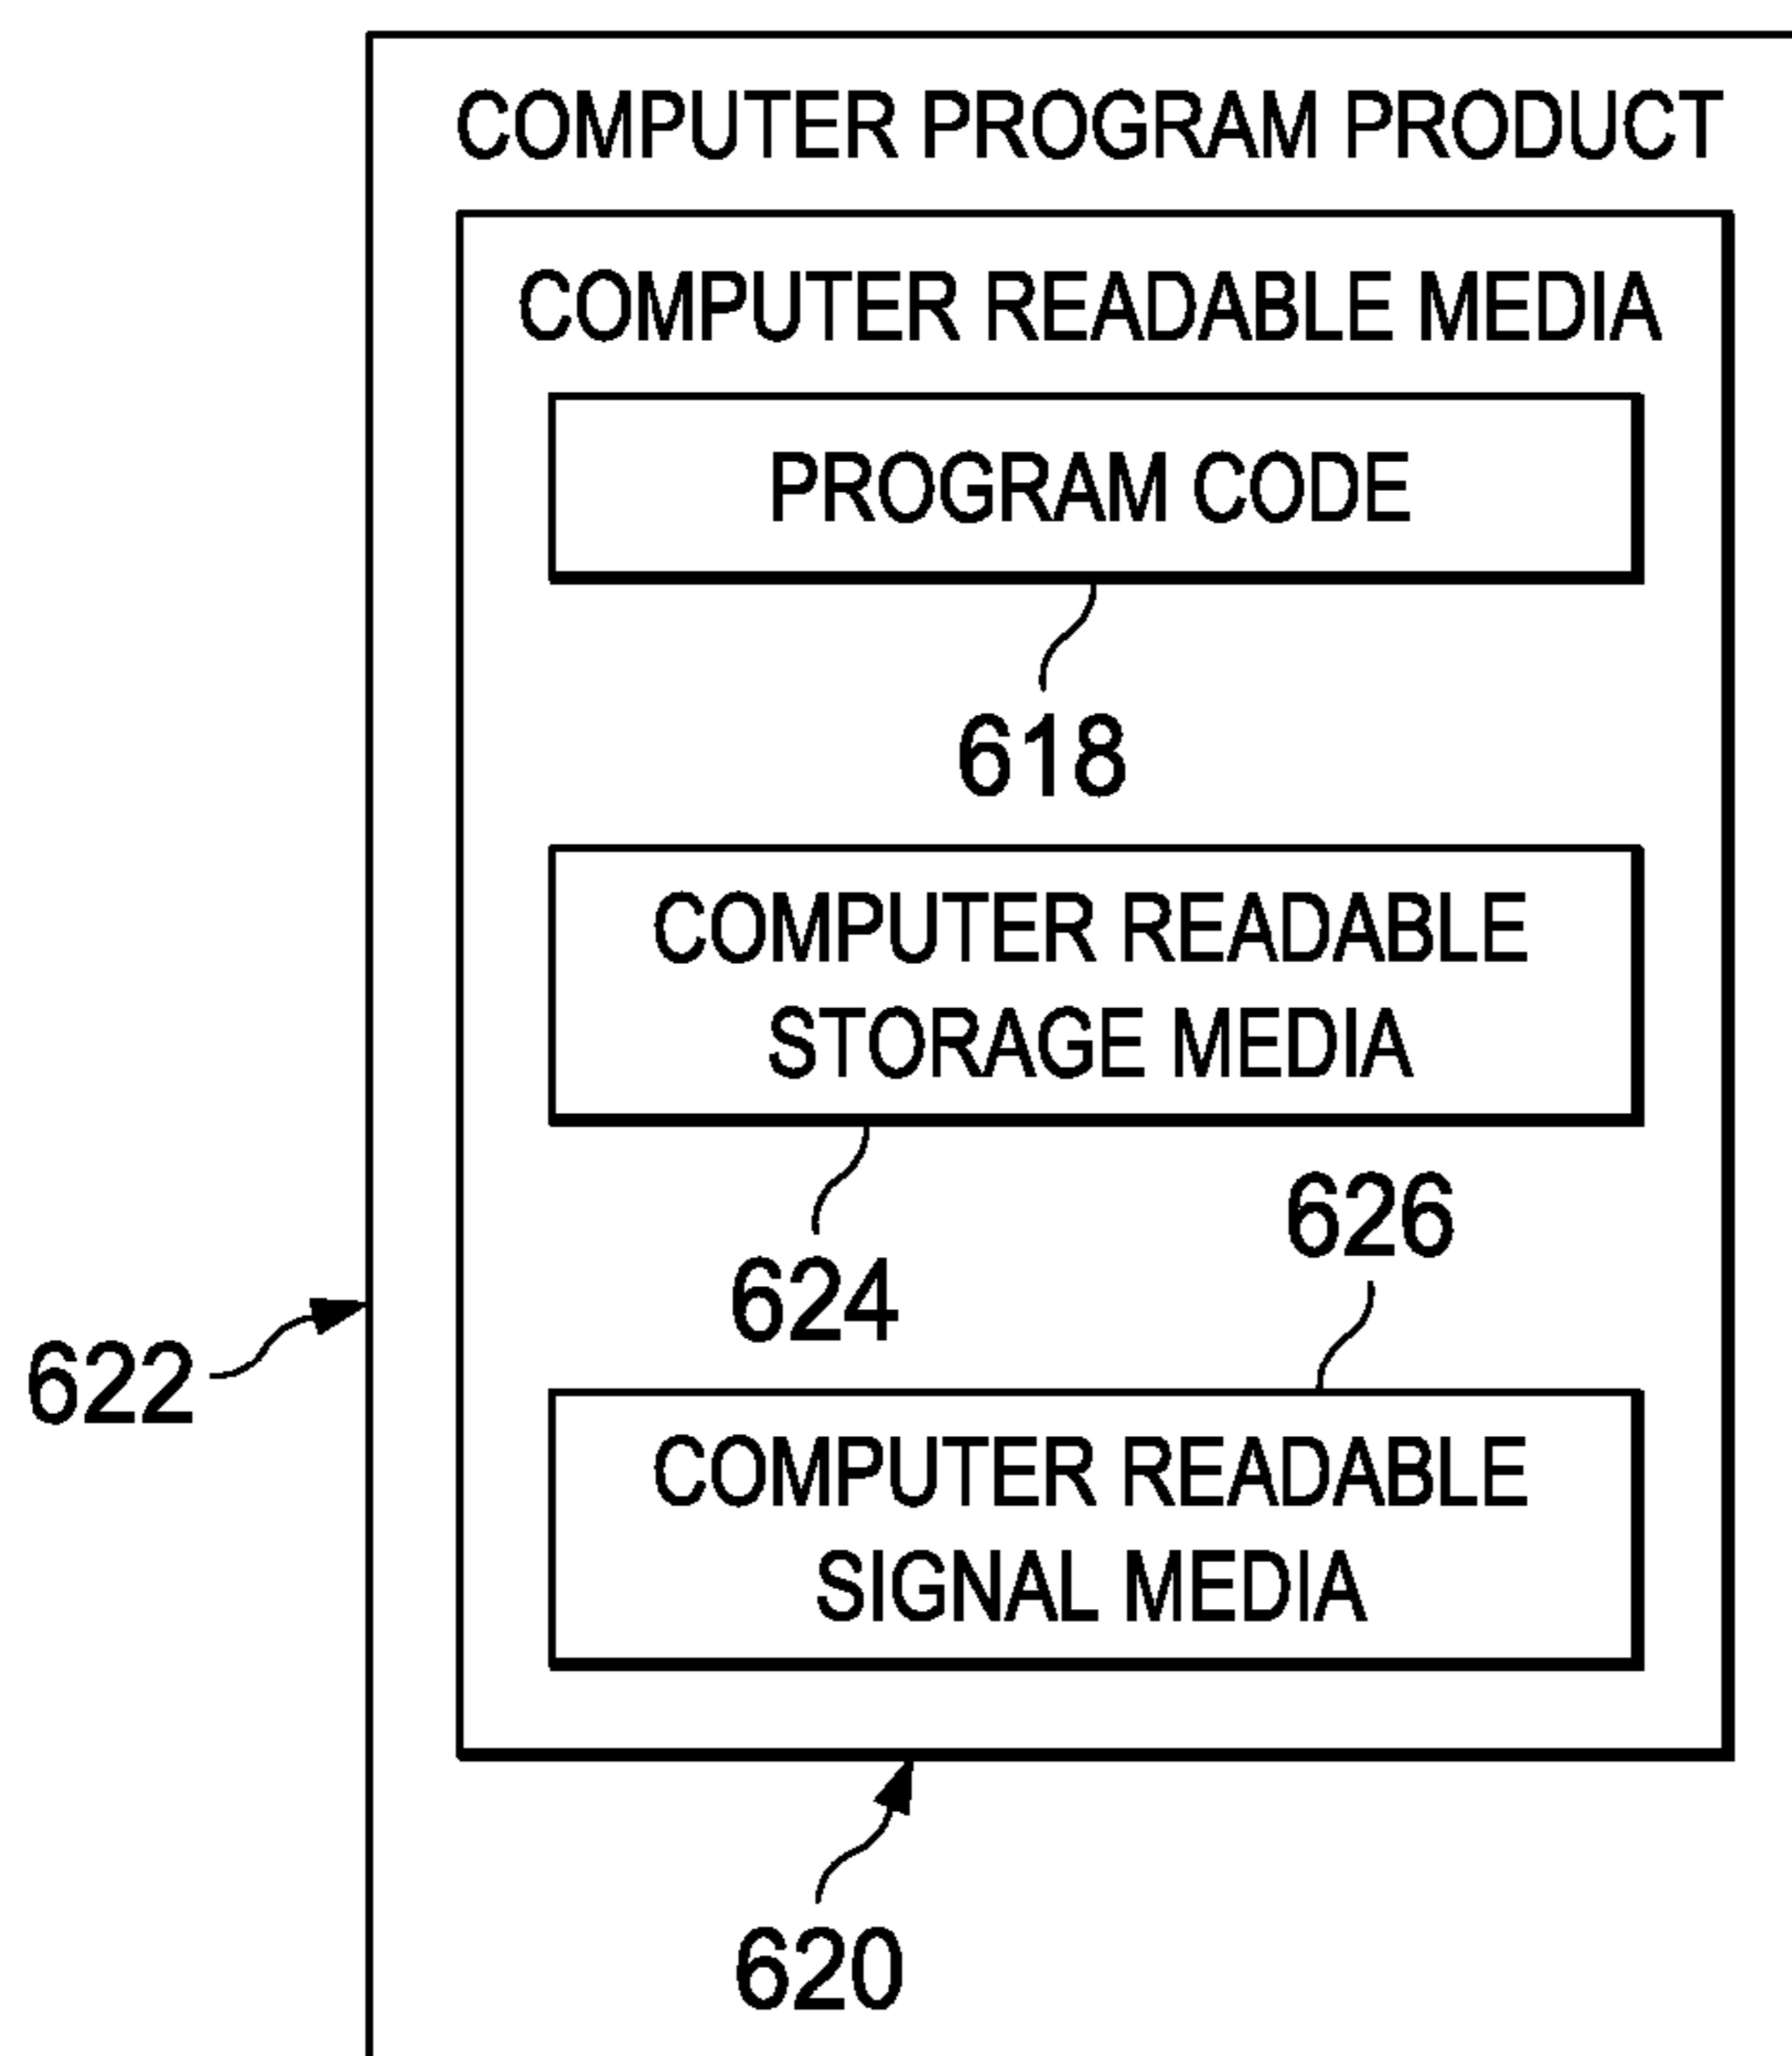 COMPUTER PROGRAM PRODUCT
COMPUTER READABLE MEDIA
PROGRAM CODE
618
COMPUTER READABLE
STORAGE MEDIA
624
626
622
COMPUTER READABLE
SIGNAL MEDIA
620